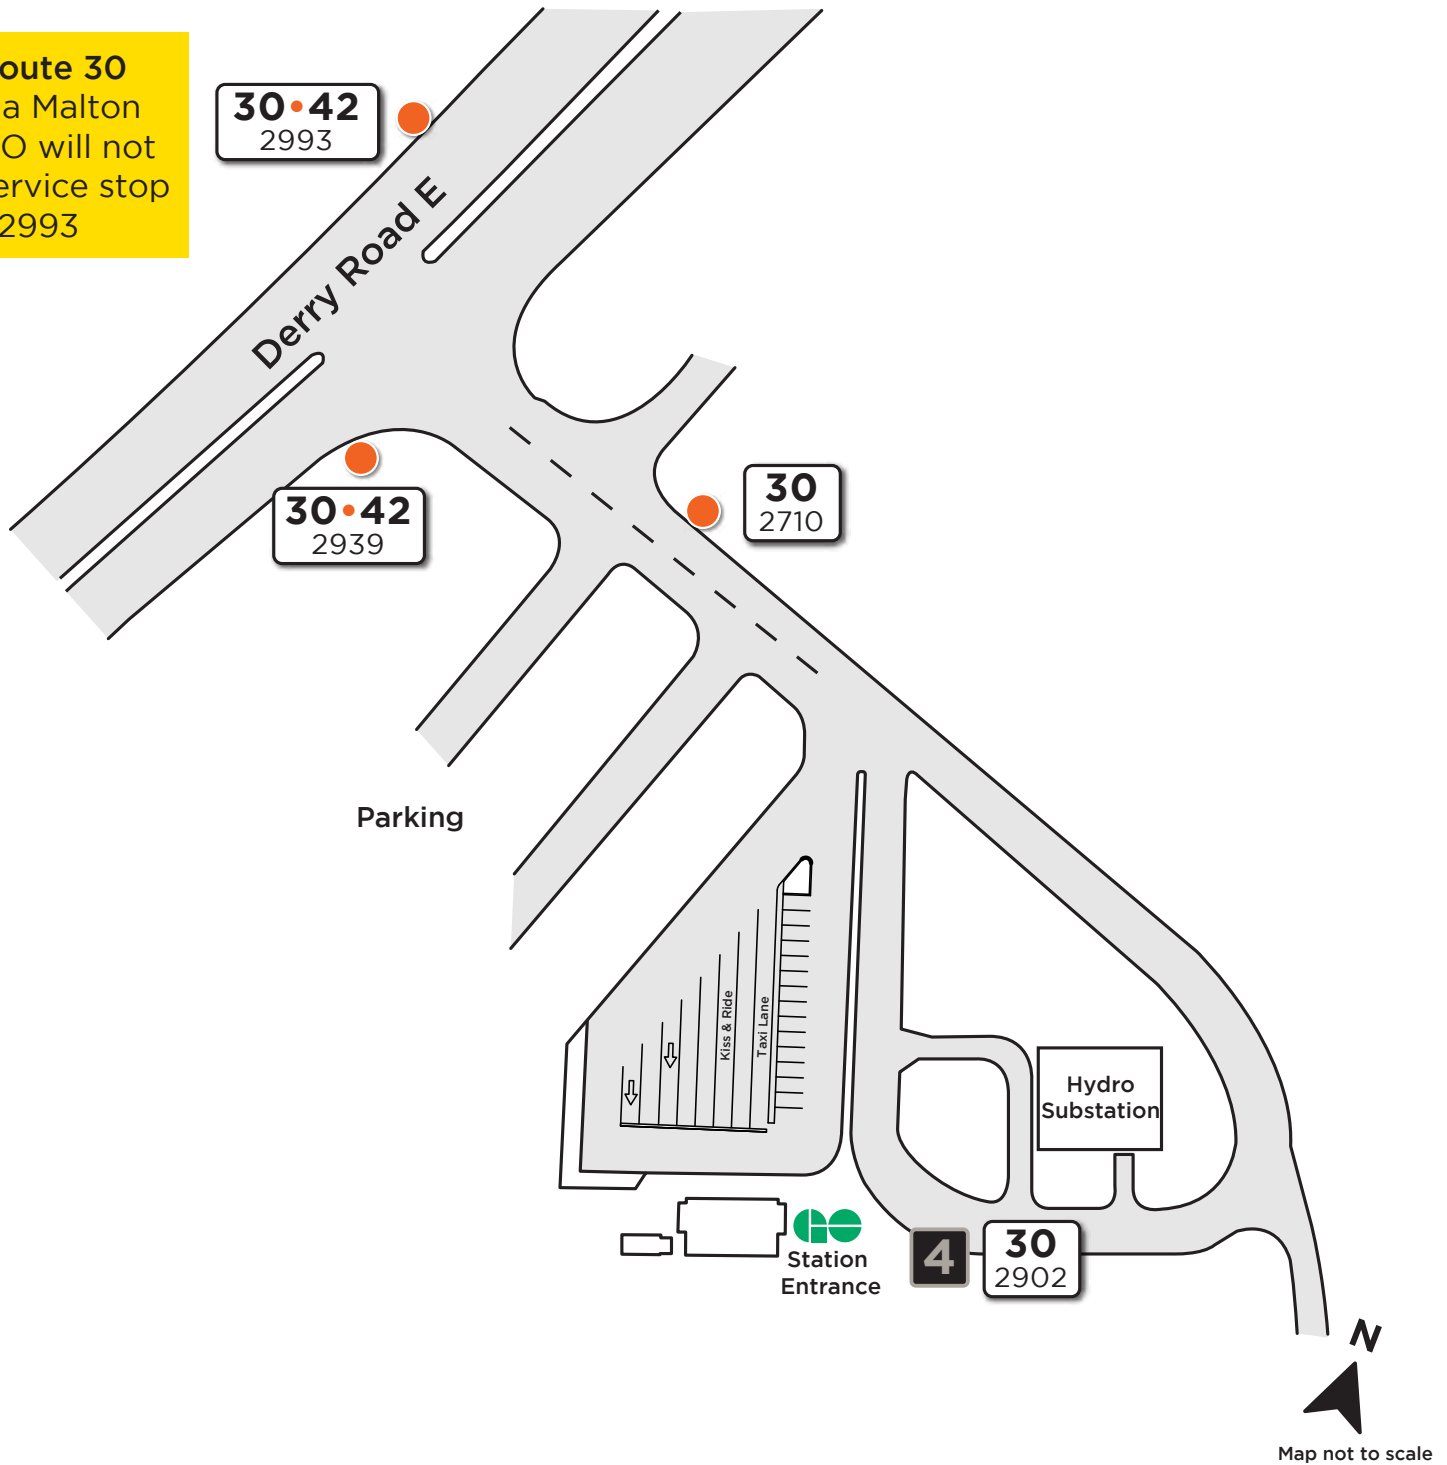 oute 30
a Malton
O will not
ervice stop
2993
30•42
2993
Derry Road E
30•42
2939
30
2710
Parking
Kiss & Ride
Taxi Lane
Hydro
Substation
GO
Station
Entrance
4
30
2902
N
Map not to scale